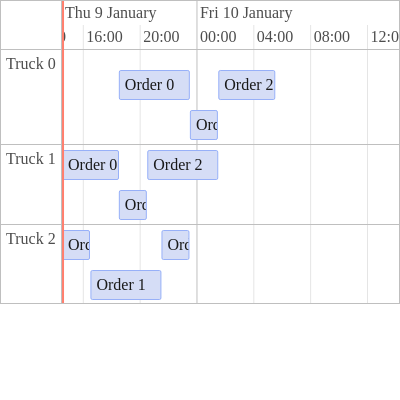 Thu 9 January Fri 10 January
16:00 20:00 00:00 04:00 08:00
Truck 0
Order 0 Order 2
Truck 1
Order 0 Order 2
Truck 2
Order 1